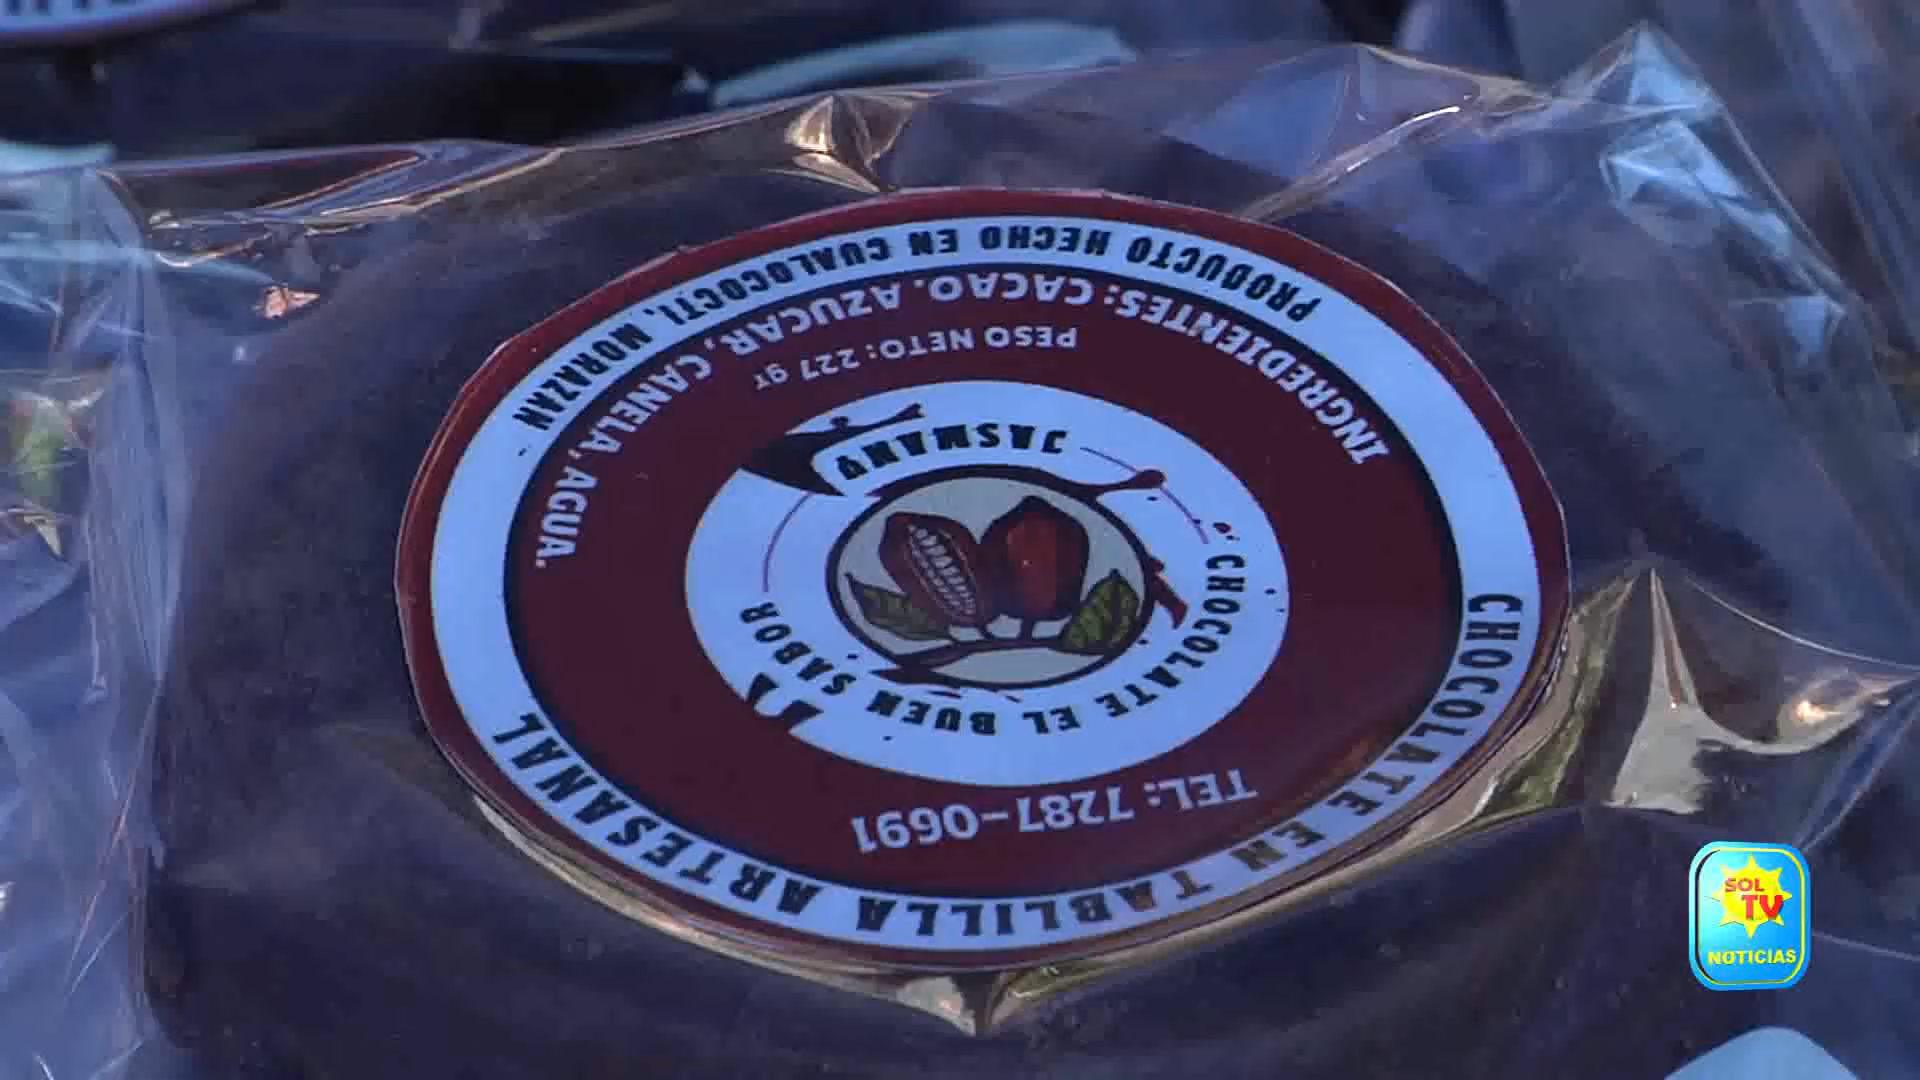 CHOCOLATE EN TABLILLA ARTESANAL
TEL: 7287-0691
CHOCOLATE EL BUEN SABOR
JASMANY
PESO NETO: 227 gr
INGREDIENTES: CACAO, AZUCAR, CANELA, AGUA.
PRODUCTO HECHO EN CUALOCOCTI, MORAZAN
SOL
TV
NOTICIAS